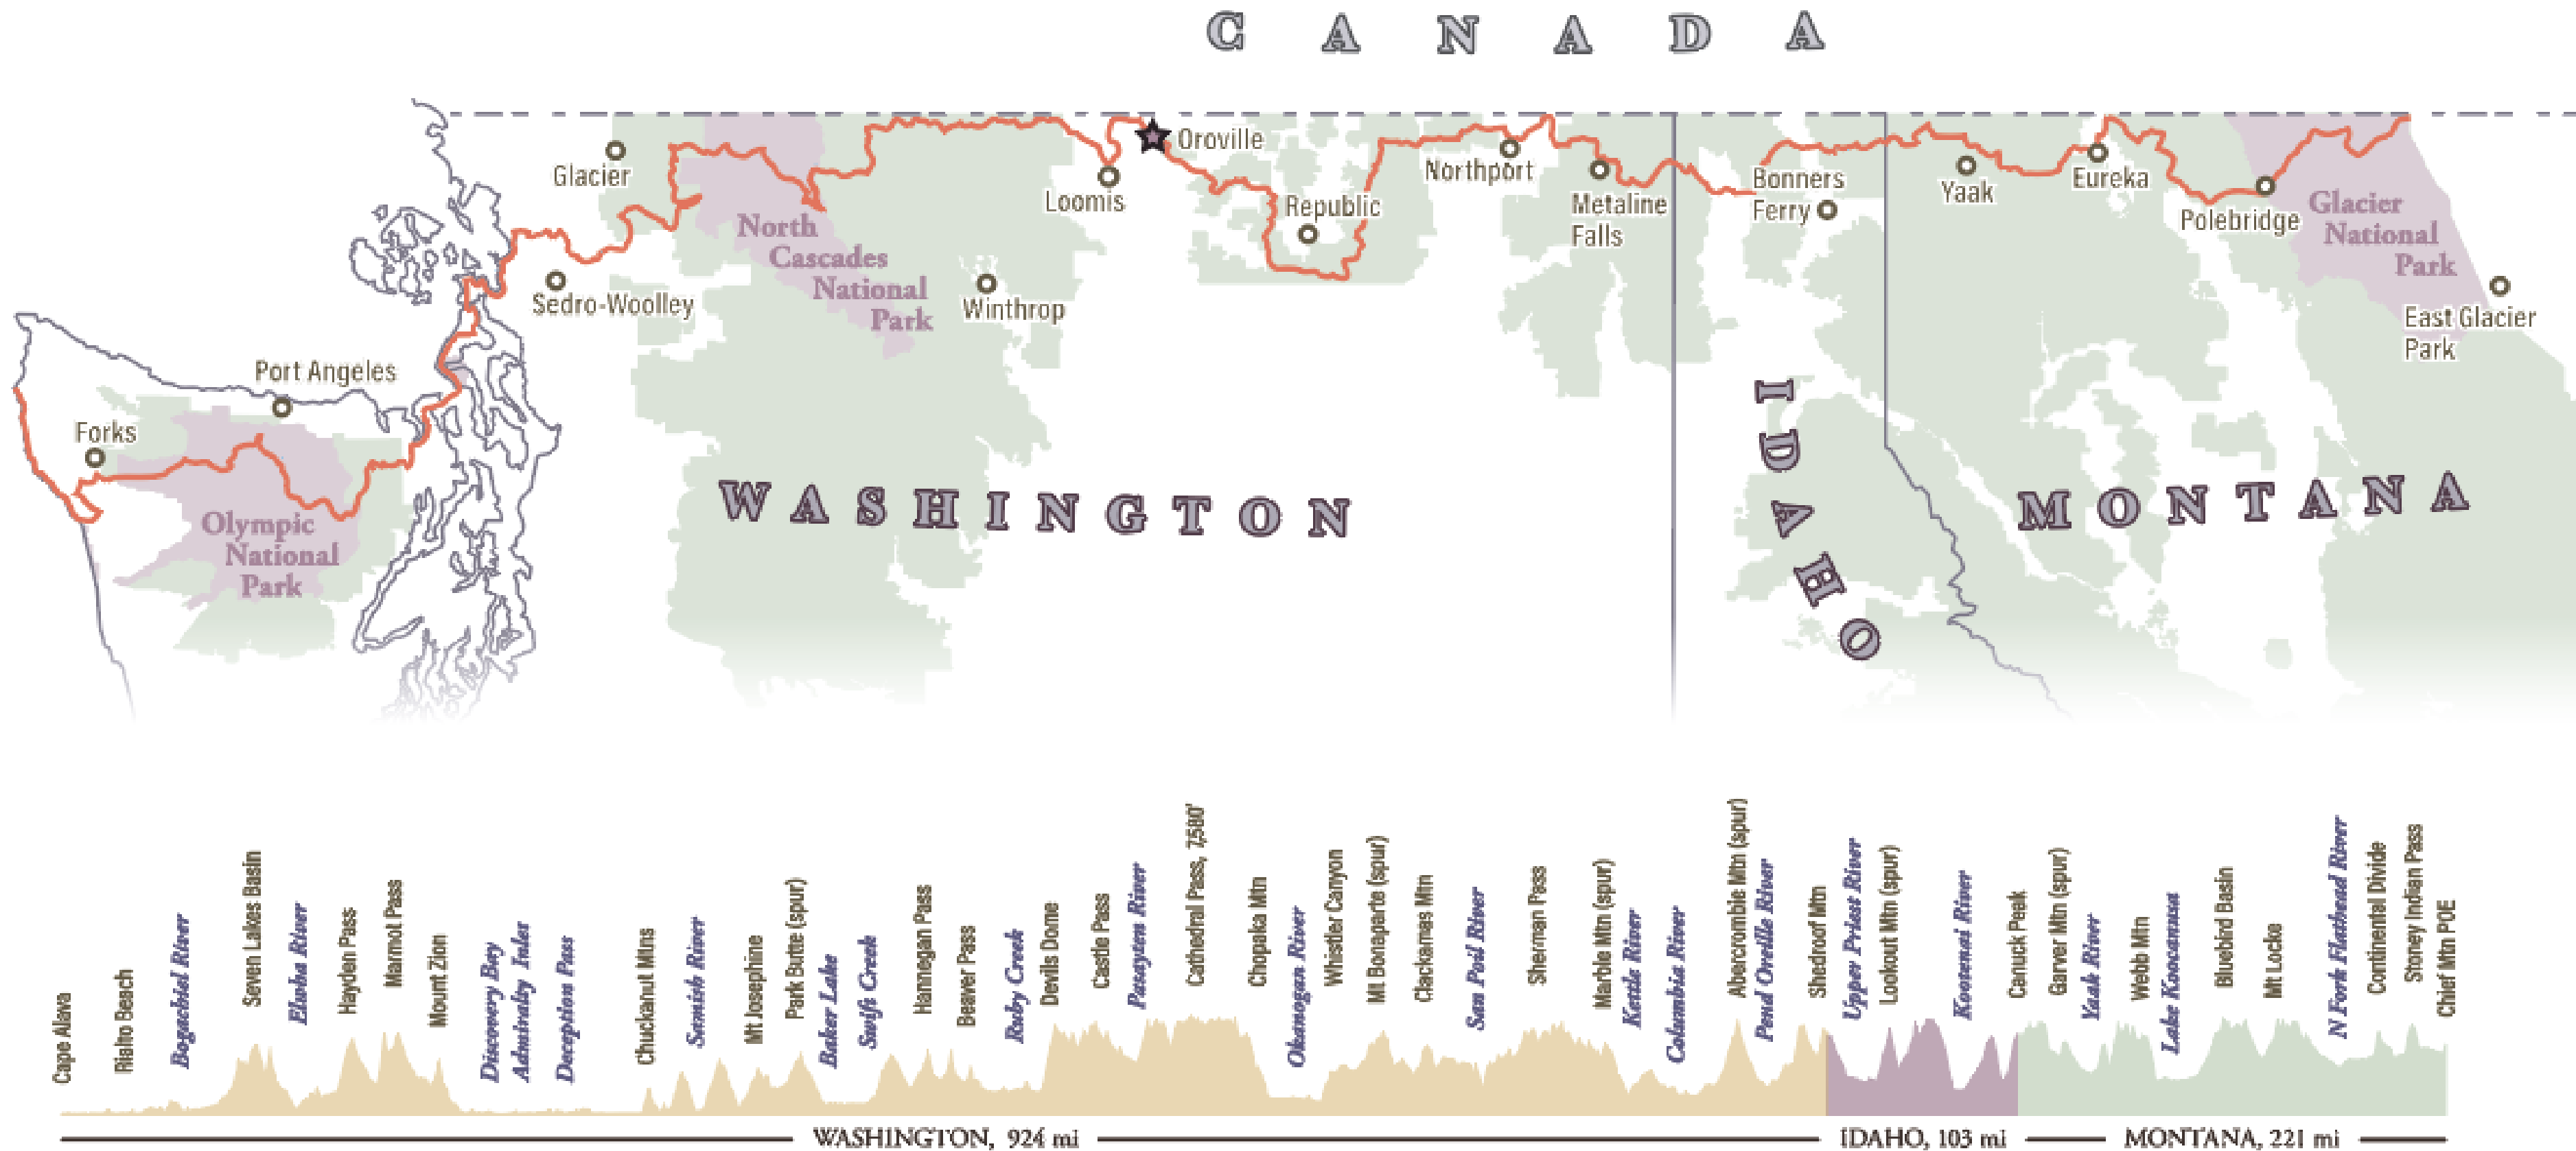 CANADA
Glacier
Oroville
Loomis
Republic
Northport
Metaline
Falls
Bonners
Ferry
Yaak
Eureka
Polebridge
Glacier
National
Park
East Glacier
Park
North
Cascades
National
Park
Sedro-Woolley
Winthrop
Port Angeles
Forks
Olympic
National
Park
WASHINGTON
IDAHO
MONTANA
Cape Alava
Rialto Beach
Bogachiel River
Seven Lakes Basin
Elwha River
Hayden Pass
Marmot Pass
Mount Zion
Discovery Bay
Admiralty Inlet
Deception Pass
Chuckanut Mtns
Samish River
Mt Josephine
Park Butte (spur)
Baker Lake
Swift Creek
Hannegan Pass
Beaver Pass
Ruby Creek
Devils Dome
Castle Pass
Pasayten River
Cathedral Pass, 7,580'
Chopaka Mtn
Okanogan River
Whistler Canyon
Mt Bonaparte (spur)
Clackamas Mtn
San Poil River
Sherman Pass
Marble Mtn (spur)
Kettle River
Columbia River
Abercrombie Mtn (spur)
Pend Oreille River
Shedroof Mtn
Upper Priest River
Lookout Mtn (spur)
Kootenai River
Canuck Peek
Garver Mtn (spur)
Yaak River
Webb Mtn
Lake Koocanusa
Bluebird Basin
Mt Locke
N Fork Flathead River
Continental Divide
Stoney Indian Pass
Chief Mtn POE
WASHINGTON, 924 mi
IDAHO, 103 mi
MONTANA, 221 mi